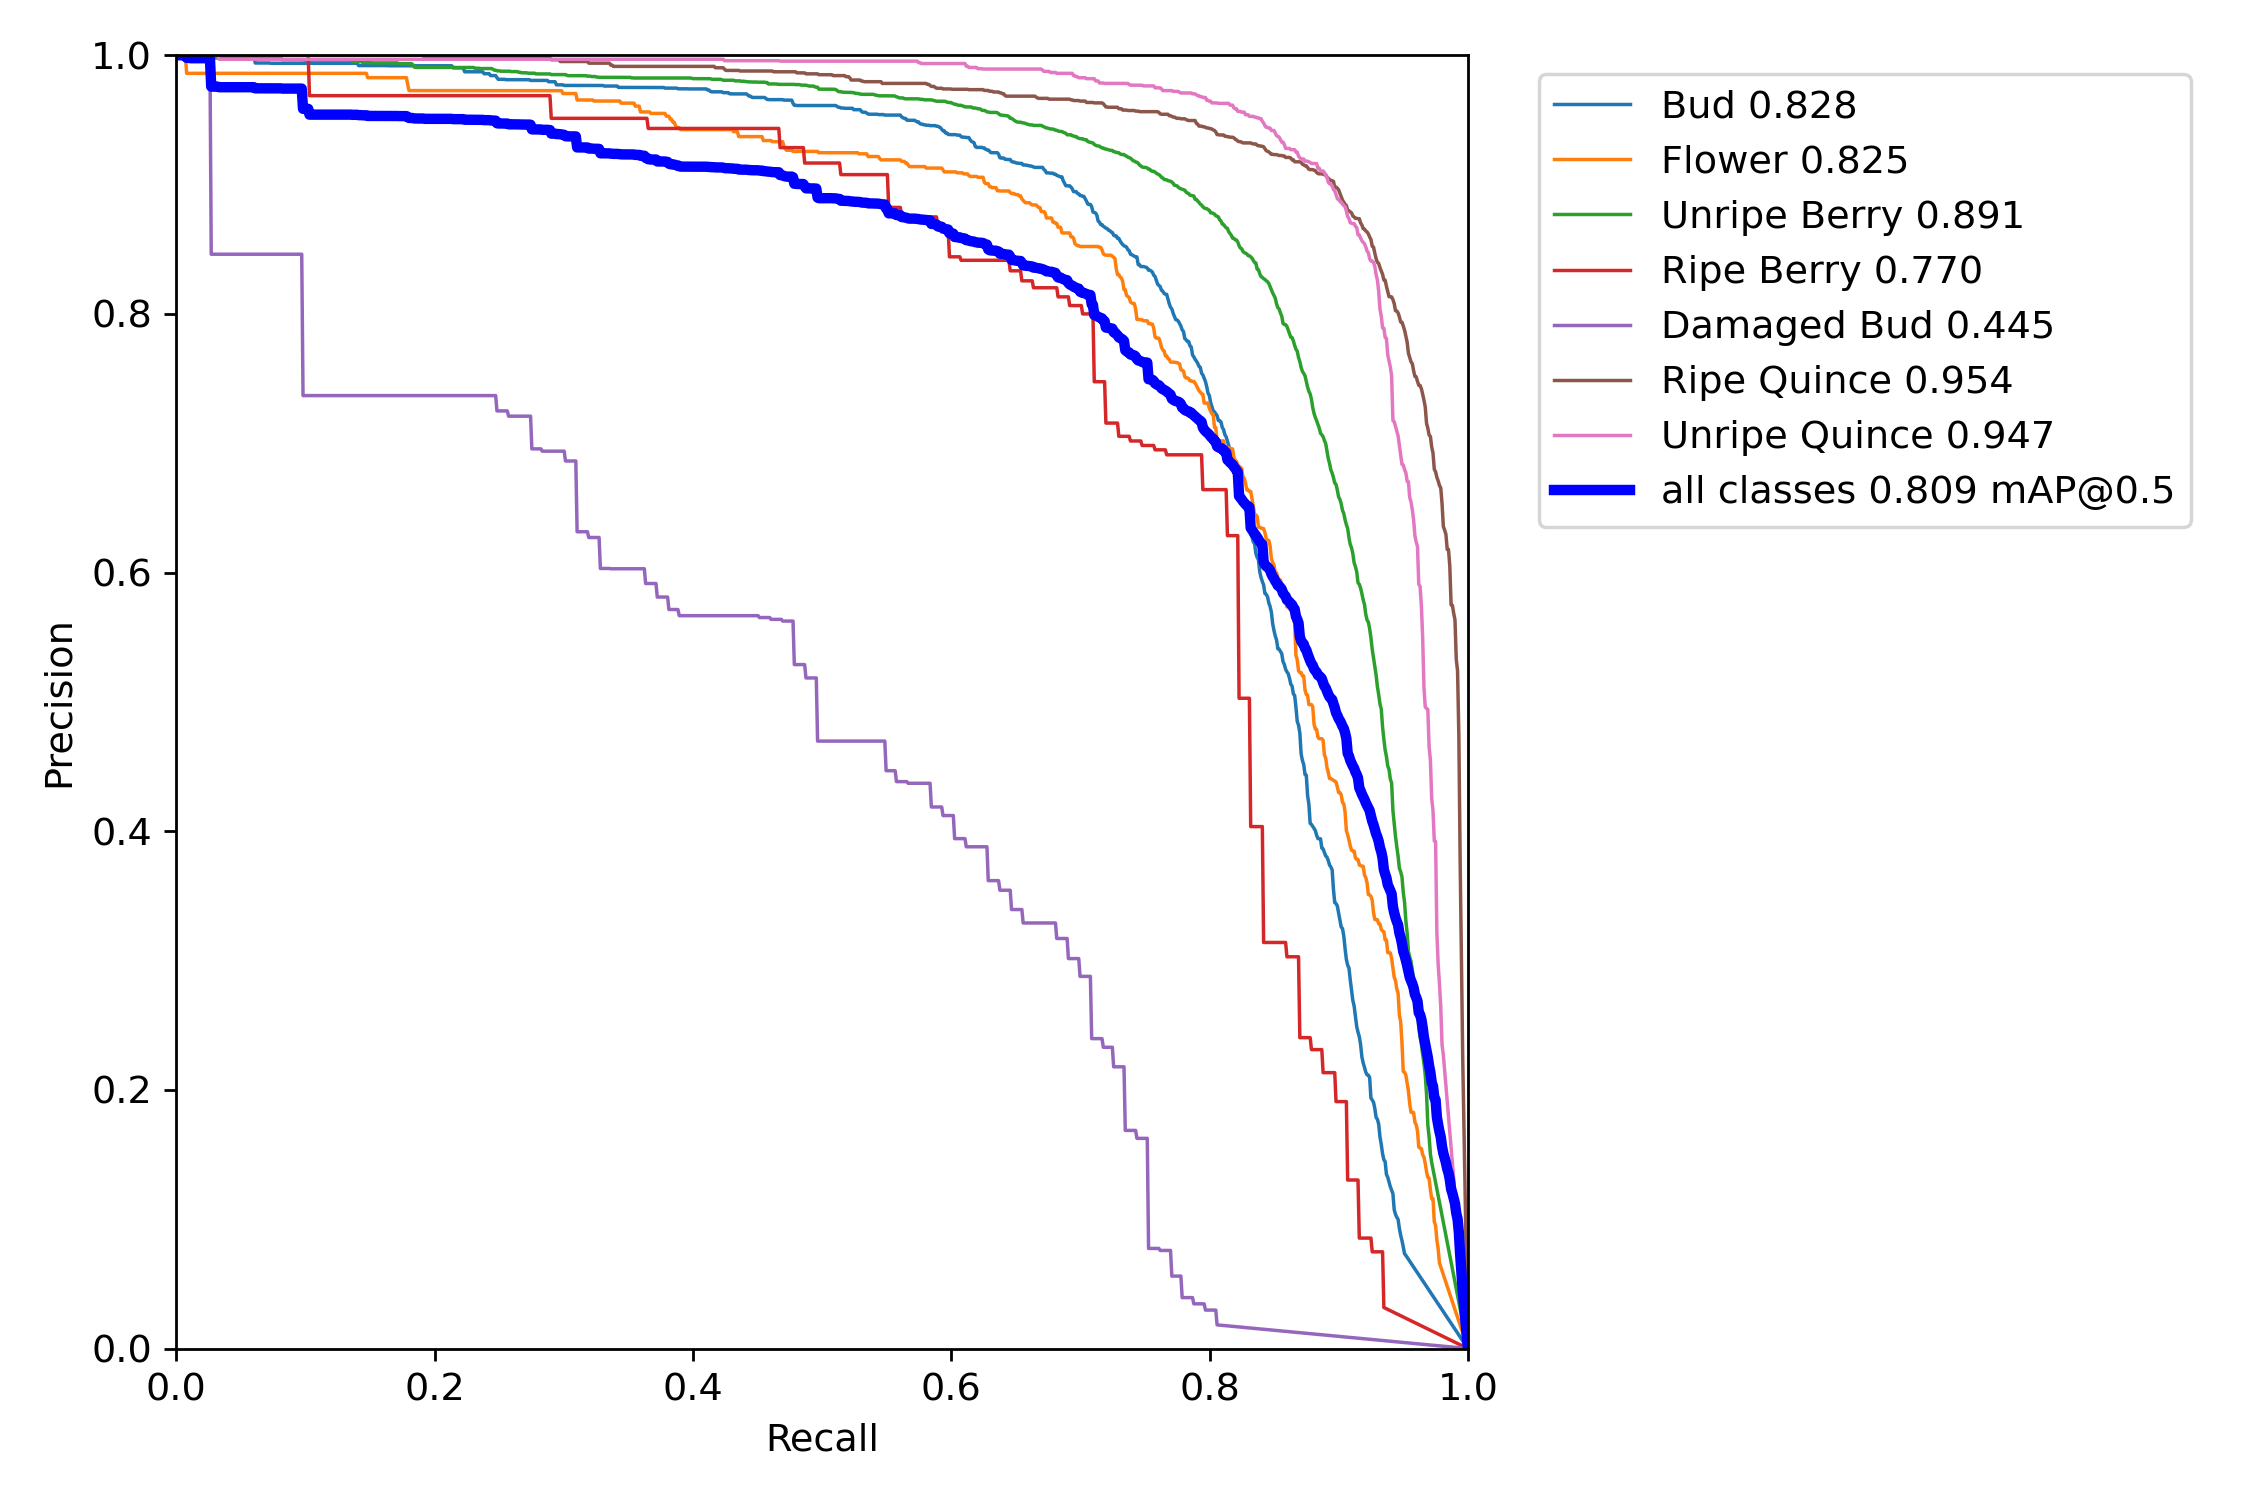 1.0
0.8
0.6
0.4
0.2
0.0
Precision
0.0 0.2 0.4 0.6 0.8 1.0
Recall
Bud 0.828
Flower 0.825
Unripe Berry 0.891
Ripe Berry 0.770
Damaged Bud 0.445
Ripe Quince 0.954
Unripe Quince 0.947
all classes 0.809 mAP@0.5